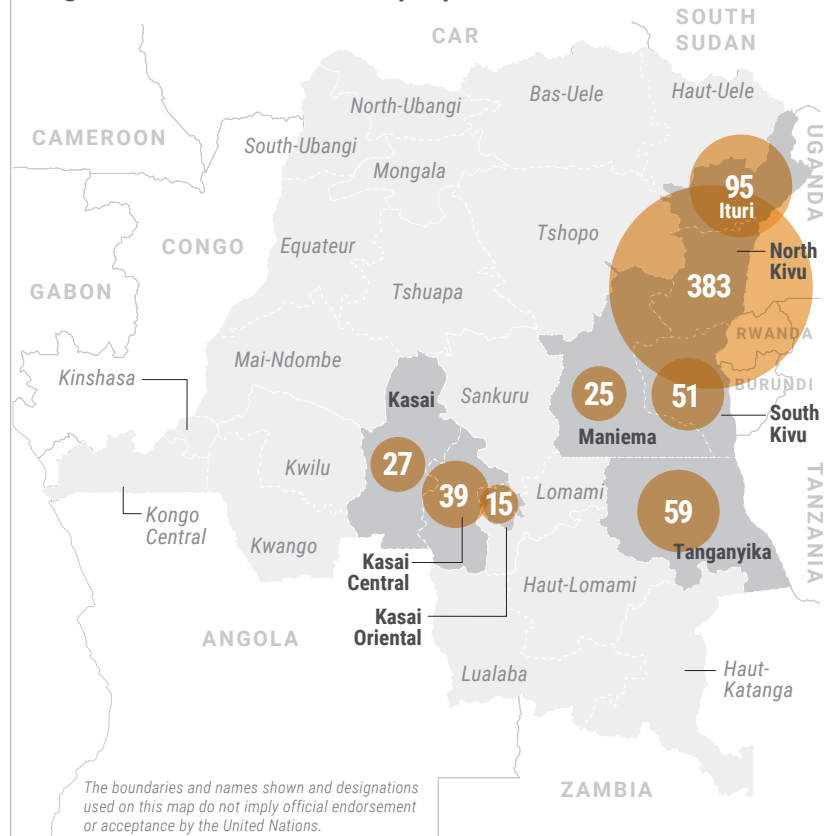 SOUTH
SUDAN
CAR
Bas-Uele
Haut-Uele
North-Ubangi
CAMEROON
South-Ubangi
UGANDA
Mongala
95
Ituri
CONGO
Equateur
Tshopo
North
Kivu
GABON
Tshuapa
383
RWANDA
Mai-Ndombe
Kinshasa
BURUNDI
Kasai
Sankuru
25
51
South
Kivu
Maniema
27
Kwilu
39
15
Lomami
59
TANZANIA
Kongo
Central
Kwango
Tanganyika
Kasai
Central
Haut-Lomami
Kasai
Oriental
ANGOLA
Lualaba
Haut-
Katanga
ZAMBIA
The boundaries and names shown and designations
used on this map do not imply official endorsement
or acceptance by the United Nations.